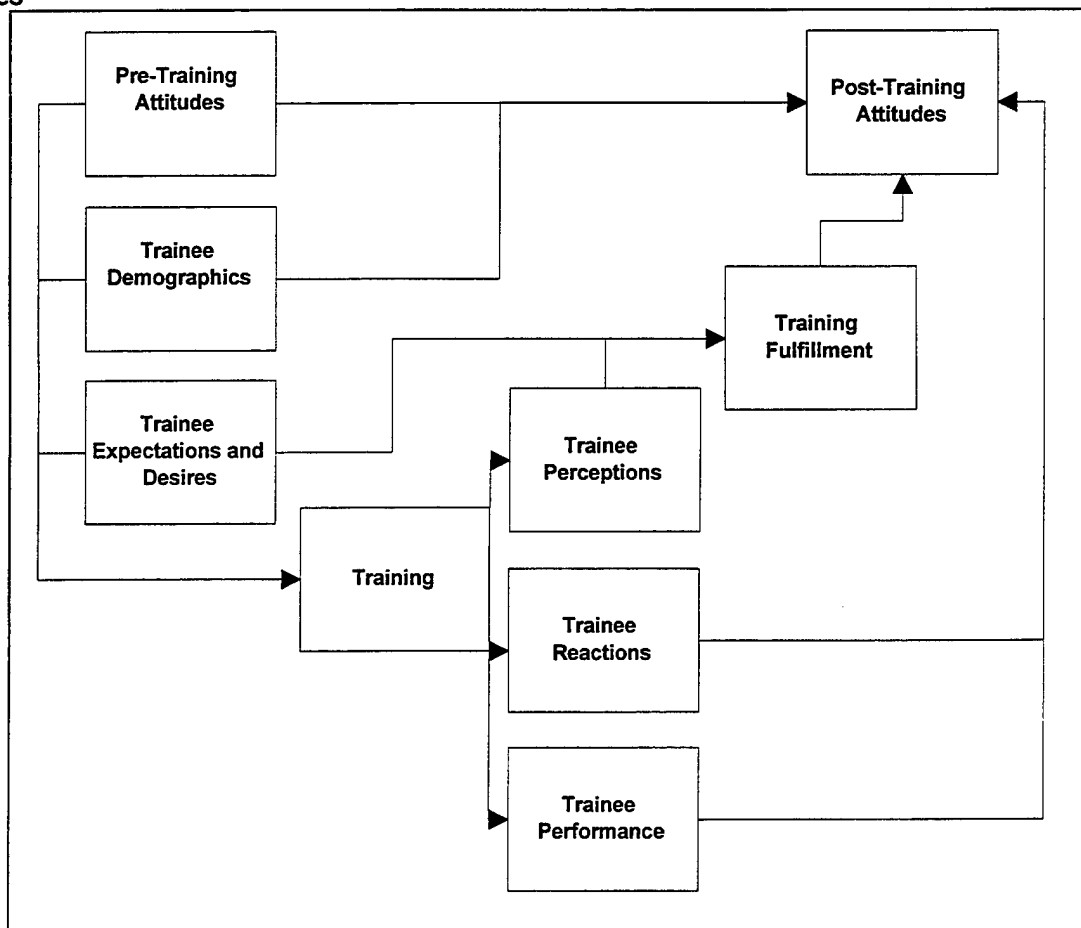 Pre-Training
Attitudes
Post-Training
Attitudes
Trainee
Demographics
Training
Fulfillment
Trainee
Expectations and
Desires
Trainee
Perceptions
Training
Trainee
Reactions
Trainee
Performance